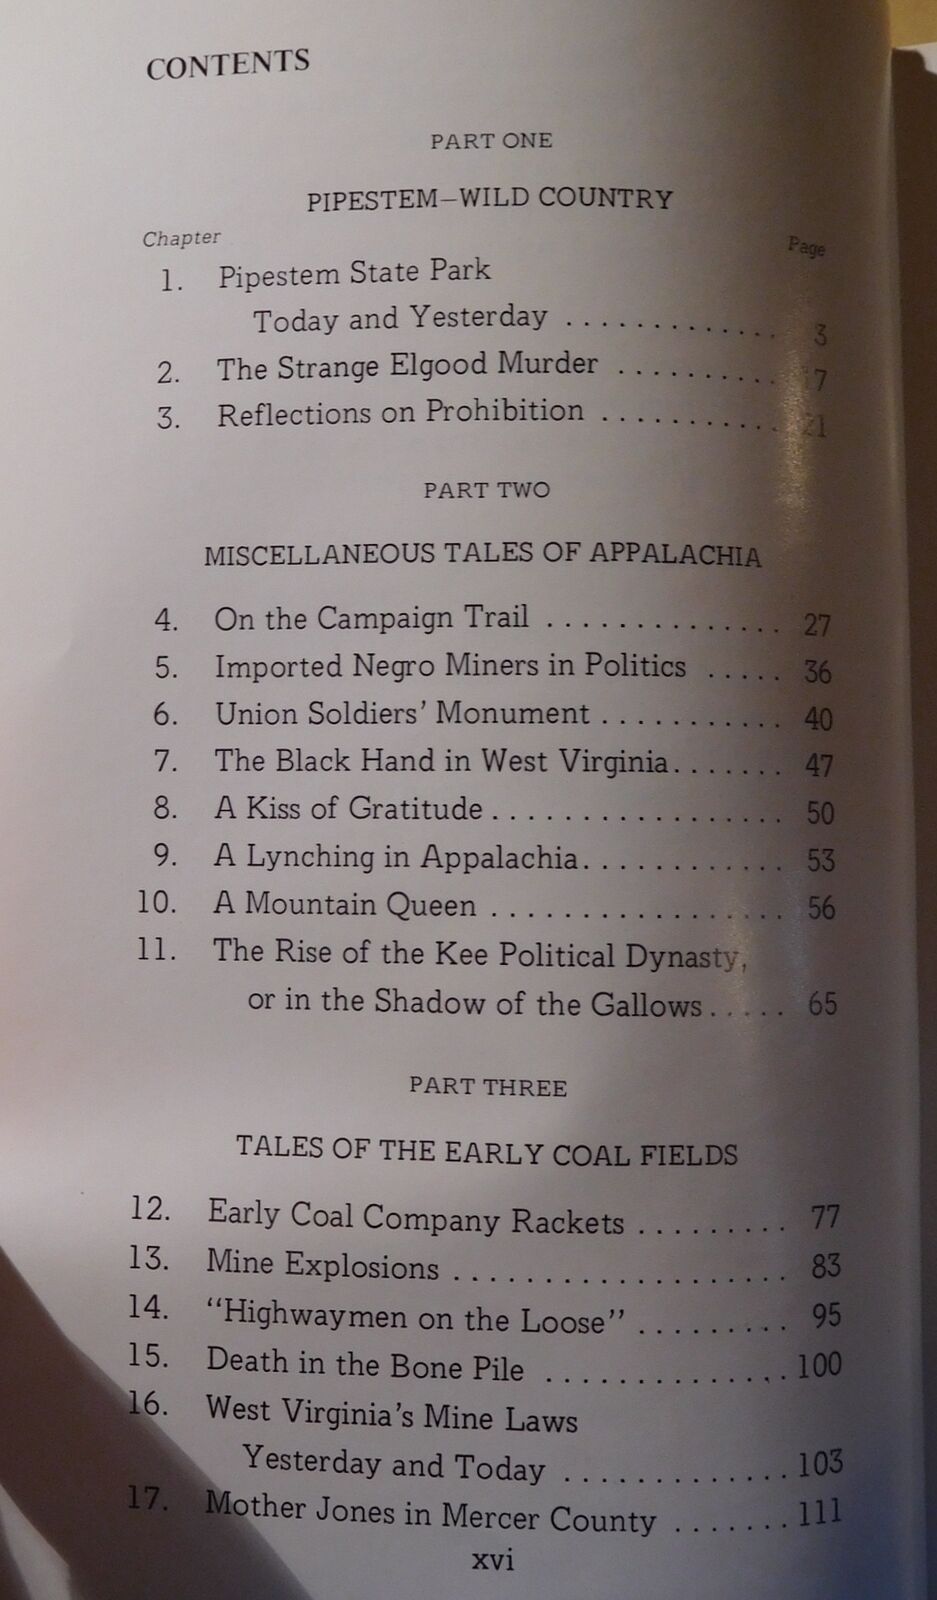 CONTENTS
PART ONE
PIPESTEM—WILD COUNTRY
Chapter Page
1. Pipestem State Park
Today and Yesterday . . . . . . . . . . . . . 3
2. The Strange Elgood Murder . . . . . . . . . . 17
3. Reflections on Prohibition . . . . . . . . . . . 21
PART TWO
MISCELLANEOUS TALES OF APPALACHIA
4. On the Campaign Trail . . . . . . . . . . . . . . 27
5. Imported Negro Miners in Politics . . . . . 36
6. Union Soldiers' Monument . . . . . . . . . . . 40
7. The Black Hand in West Virginia . . . . . . . 47
8. A Kiss of Gratitude . . . . . . . . . . . . . . . . . 50
9. A Lynching in Appalachia . . . . . . . . . . . . 53
10. A Mountain Queen . . . . . . . . . . . . . . . . . 56
11. The Rise of the Kee Political Dynasty,
or in the Shadow of the Gallows . . . . . 65
PART THREE
TALES OF THE EARLY COAL FIELDS
12. Early Coal Company Rackets . . . . . . . . . 77
13. Mine Explosions . . . . . . . . . . . . . . . . . . . 83
14. "Highwaymen on the Loose" . . . . . . . . . 95
15. Death in the Bone Pile . . . . . . . . . . . . . . 100
16. West Virginia's Mine Laws
Yesterday and Today . . . . . . . . . . . . . 103
17. Mother Jones in Mercer County . . . . . . . 111
xvi